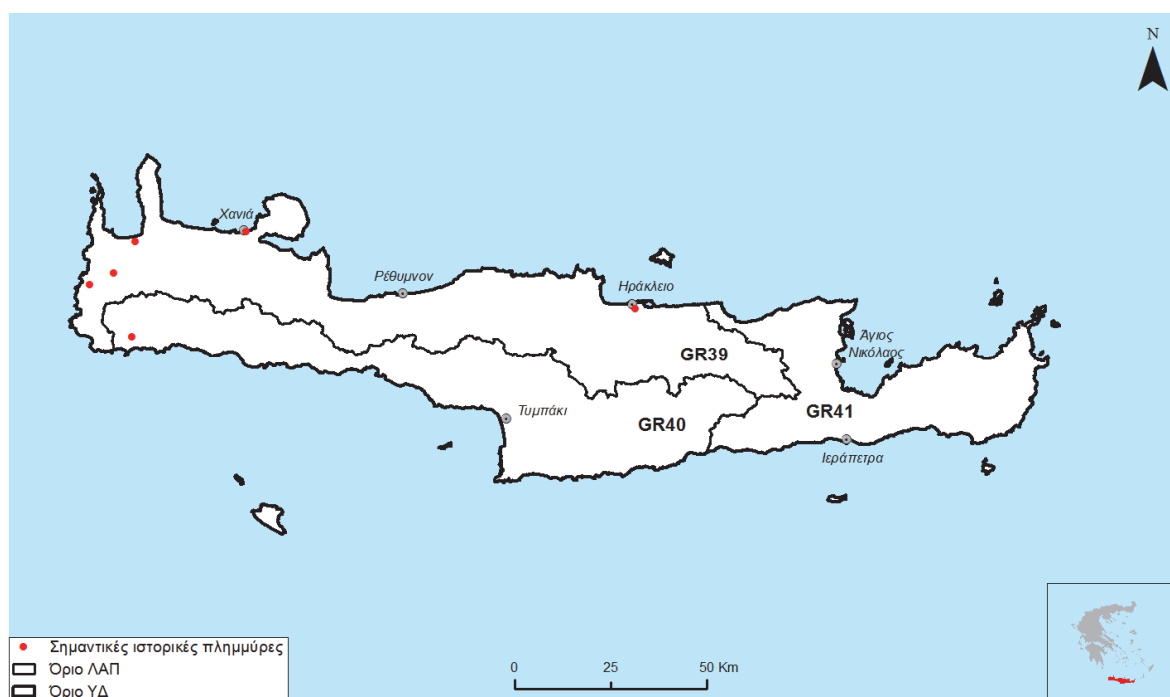 N
Χανιά
Ρέθυμνον
Ηράκλειο
Άγιος
Νικόλαος
GR39
GR41
GR40
Τυμπάκι
Ιεράπετρα
Σημαντικές ιστορικές πλημμύρες
Όριο ΛΑΠ
Όριο ΥΔ
0 25 50 Km